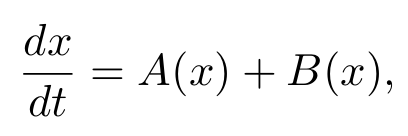 dx/dt = A(x) + B(x),